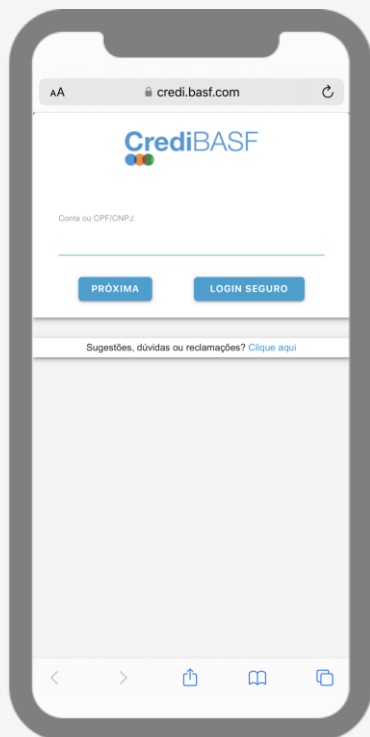 AA
credi.basf.com
CrediBASF
Conta ou CPF/CNPJ:
PRÓXIMA
LOGIN SEGURO
Sugestões, dúvidas ou reclamações? Clique aqui